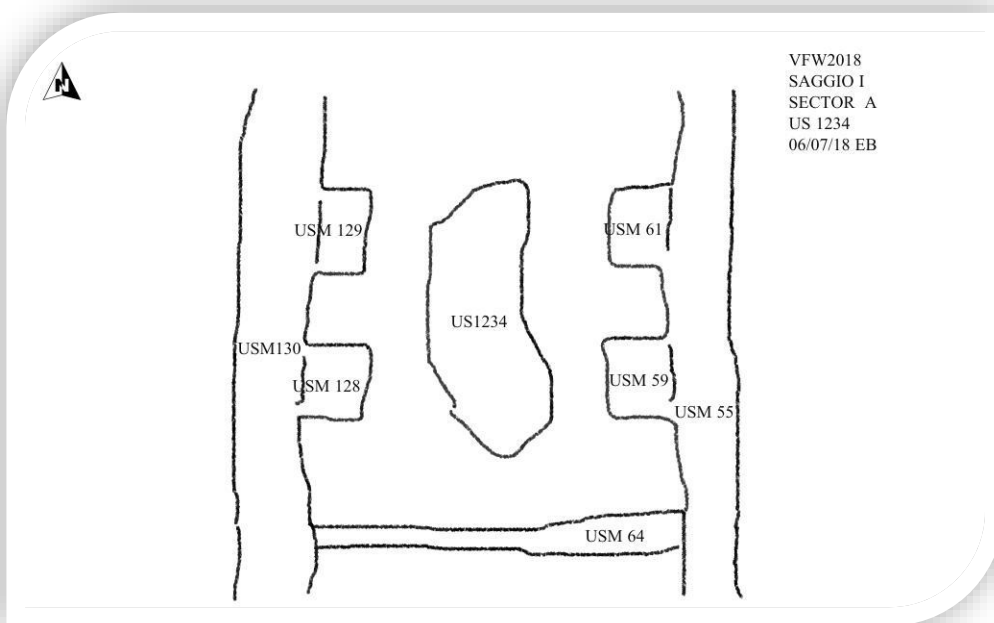 N
VFW2018
SAGGIO I
SECTOR A
US 1234
06/07/18 EB
USM 129
USM 61
US1234
USM130
USM 128
USM 59
USM 55
USM 64